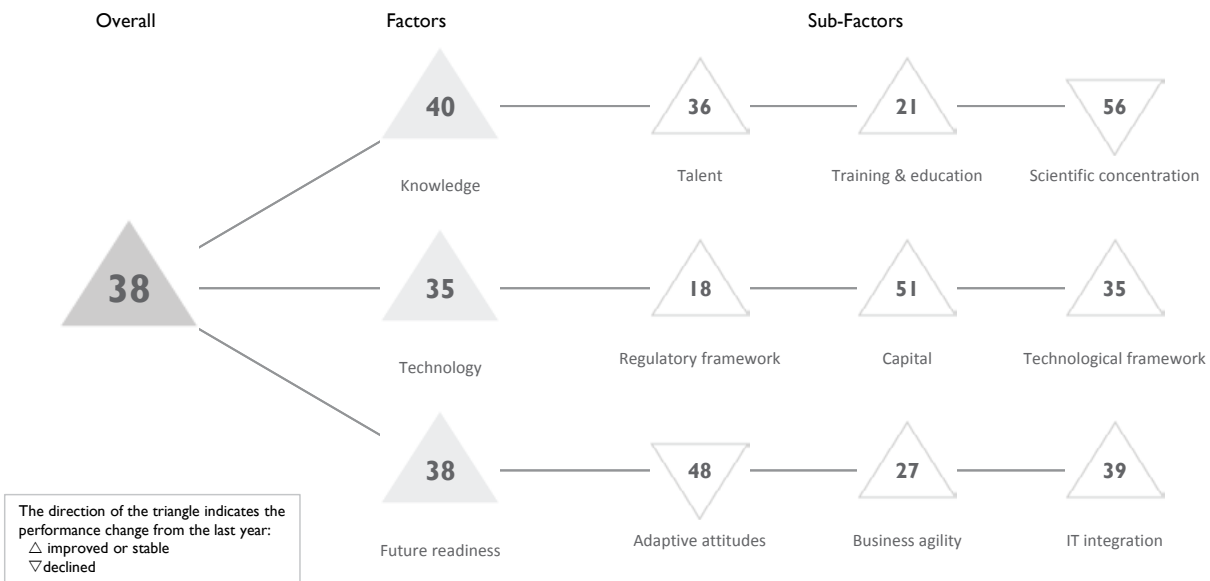 Overall Factors Sub-Factors
40 36 21 56
Knowledge Talent Training & education Scientific concentration
38 35 18 51 35
Technology Regulatory framework Capital Technological framework
38 48 27 39
Future readiness Adaptive attitudes Business agility IT integration
The direction of the triangle indicates the
performance change from the last year:
△ improved or stable
▽declined